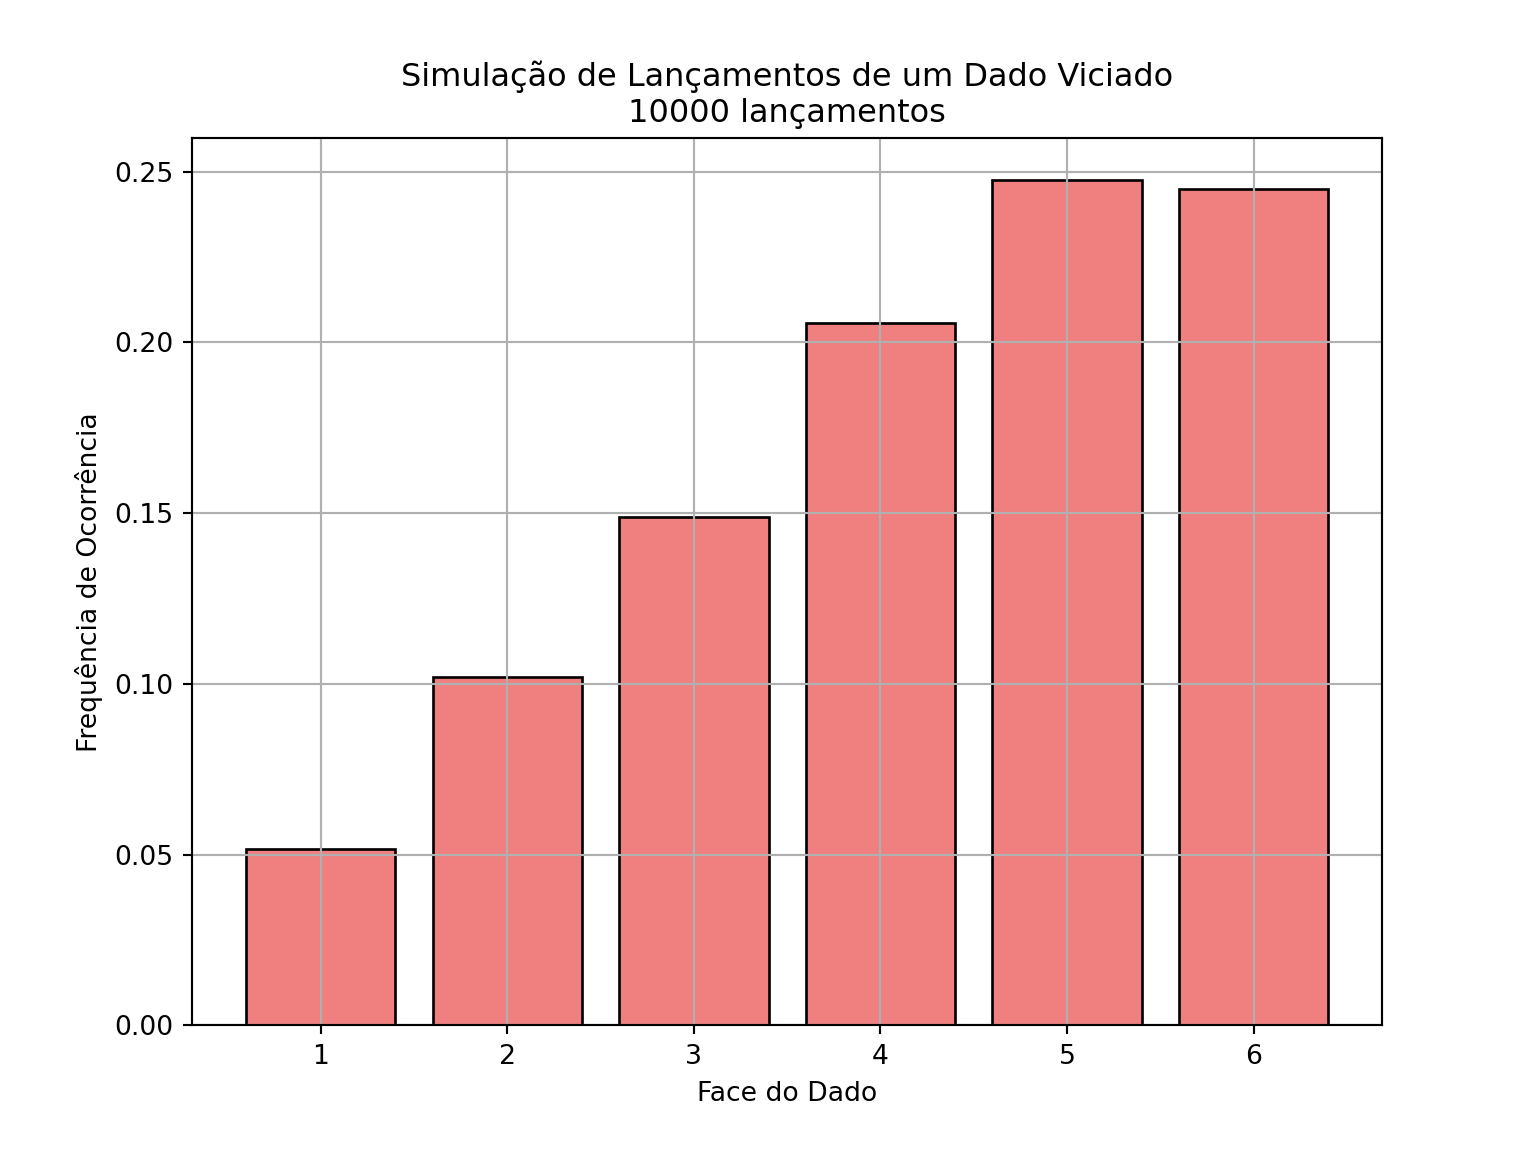 Simulação de Lançamentos de um Dado Viciado
10000 lançamentos
Frequência de Ocorrência
0.25
0.20
0.15
0.10
0.05
0.00
1 2 3 4 5 6
Face do Dado